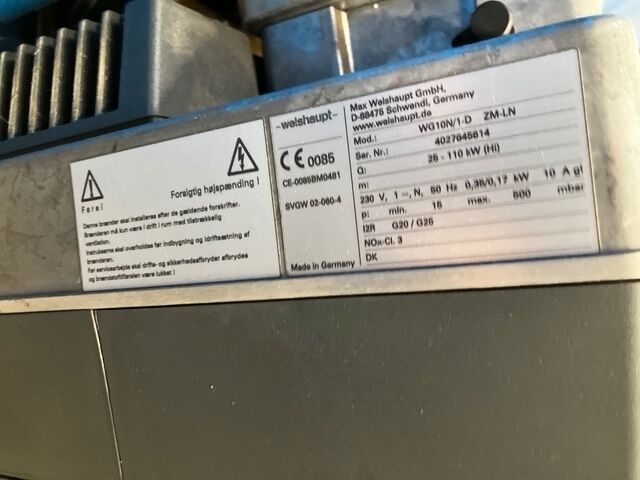 Fare!
Forsigtig højspænding !
Denne brænder skal installeres efter de gældende forskrifter.
Brænderen må kun være i drift i rum med tilstrækkelig
ventilation.
Instrukserne skal overholdes før indbygning og idriftsætning af
brænderen.
Før servicearbejde skal drifts- og sikkerhedsafbryder afbrydes
og brændstoftilførslen være lukket !
-weishaupt-
CE 0085
CE-0085BM0481
SVGW 02-060-4
Made in Germany
Max Weishaupt GmbH,
D-88475 Schwendi, Germany
www.weishaupt.de
Mod.: WG10N/1-D ZM-LN
Ser. Nr.: 4027645614
Q: 25 - 110 kW (Hi)
m:
230 V, 1 ~, N, 50 Hz 0,35/0,17 kW 10 A gl
p: min. 15 max. 500 mbar
I2R G20 / G25
NOx-Cl. 3
DK